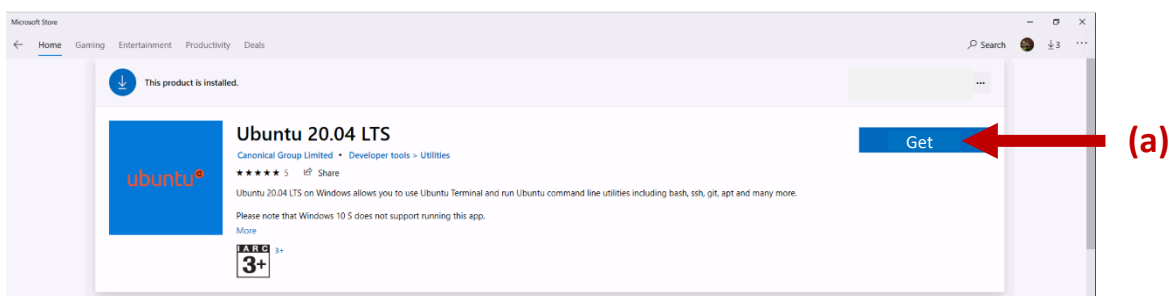 Microsoft Store
Home Gaming Entertainment Productivity Deals Search 3
This product is installed.
Ubuntu 20.04 LTS
Get
(a)
Canonical Group Limited • Developer tools > Utilities
★★★★★ 5 Share
ubuntu
Ubuntu 20.04 LTS on Windows allows you to use Ubuntu Terminal and run Ubuntu command line utilities including bash, ssh, git, apt and many more.
Please note that Windows 10 S does not support running this app.
More
IARC 3+
3+